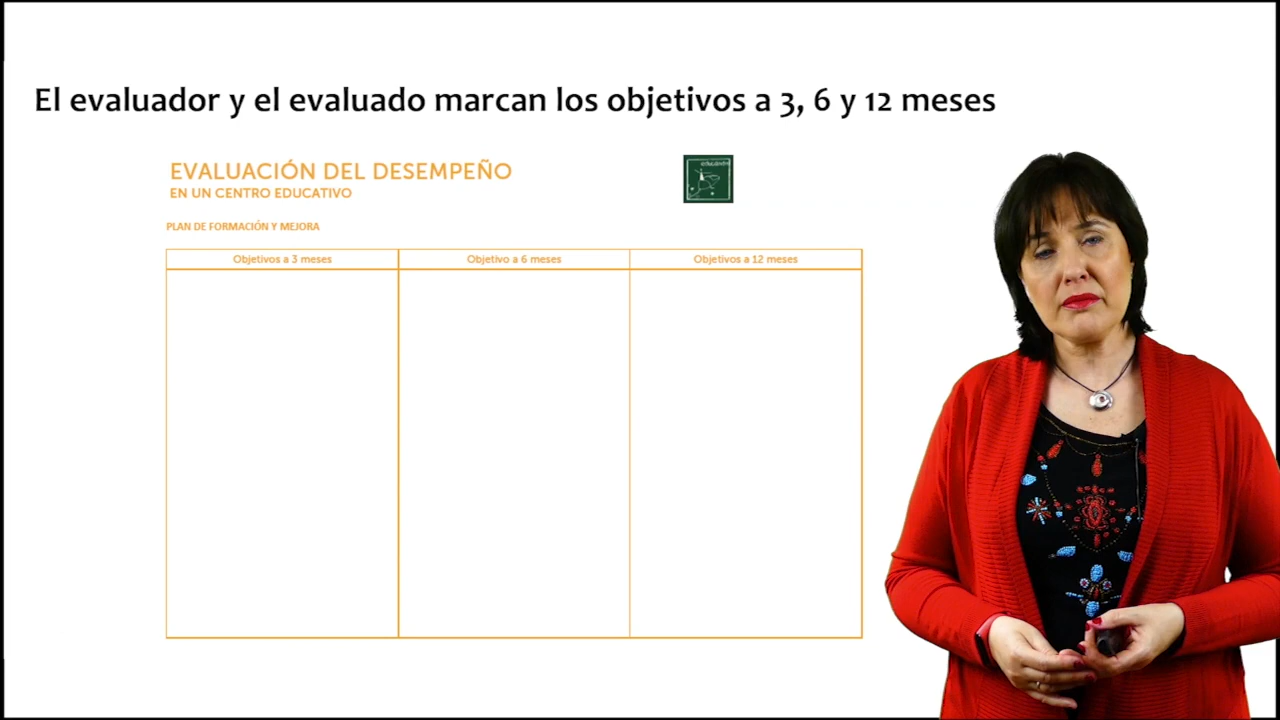 El evaluador y el evaluado marcan los objetivos a 3, 6 y 12 meses
EVALUACIÓN DEL DESEMPEÑO
EN UN CENTRO EDUCATIVO
PLAN DE FORMACIÓN Y MEJORA
Objetivos a 3 meses
Objetivo a 6 meses
Objetivos a 12 meses